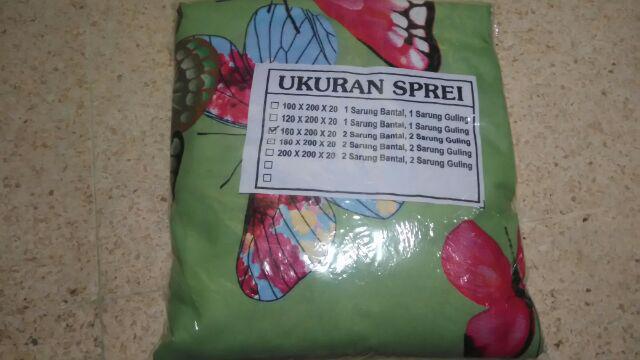 UKURAN SPREI
100 X 200 X 20 1 Sarung Bantal, 1 Sarung Guling
120 X 200 X 20 1 Sarung Bantal, 1 Sarung Guling
160 X 200 X 20 2 Sarung Bantal, 2 Sarung Guling
180 X 200 X 20 2 Sarung Bantal, 2 Sarung Guling
200 X 200 X 20 2 Sarung Bantal, 2 Sarung Guling